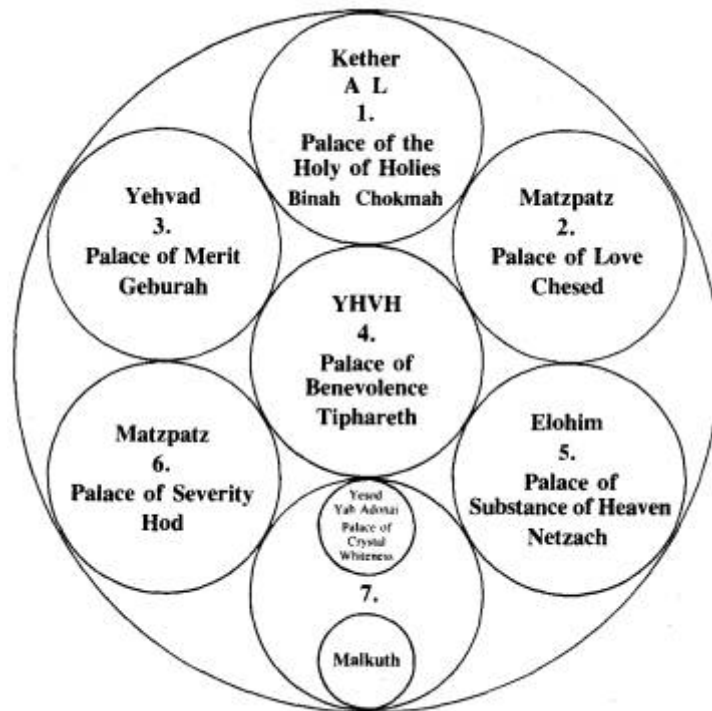 Kether
A L
1.
Palace of the
Holy of Holies
Binah Chokmah
Yehvad
3.
Palace of Merit
Geburah
Matzpatz
2.
Palace of Love
Chesed
YHVH
4.
Palace of
Benevolence
Tiphareth
Matzpatz
6.
Palace of Severity
Hod
Elohim
5.
Palace of
Substance of Heaven
Netzach
Yesod
Yah Adonai
Palace of
Crystal
Whiteness
7.
Malkuth